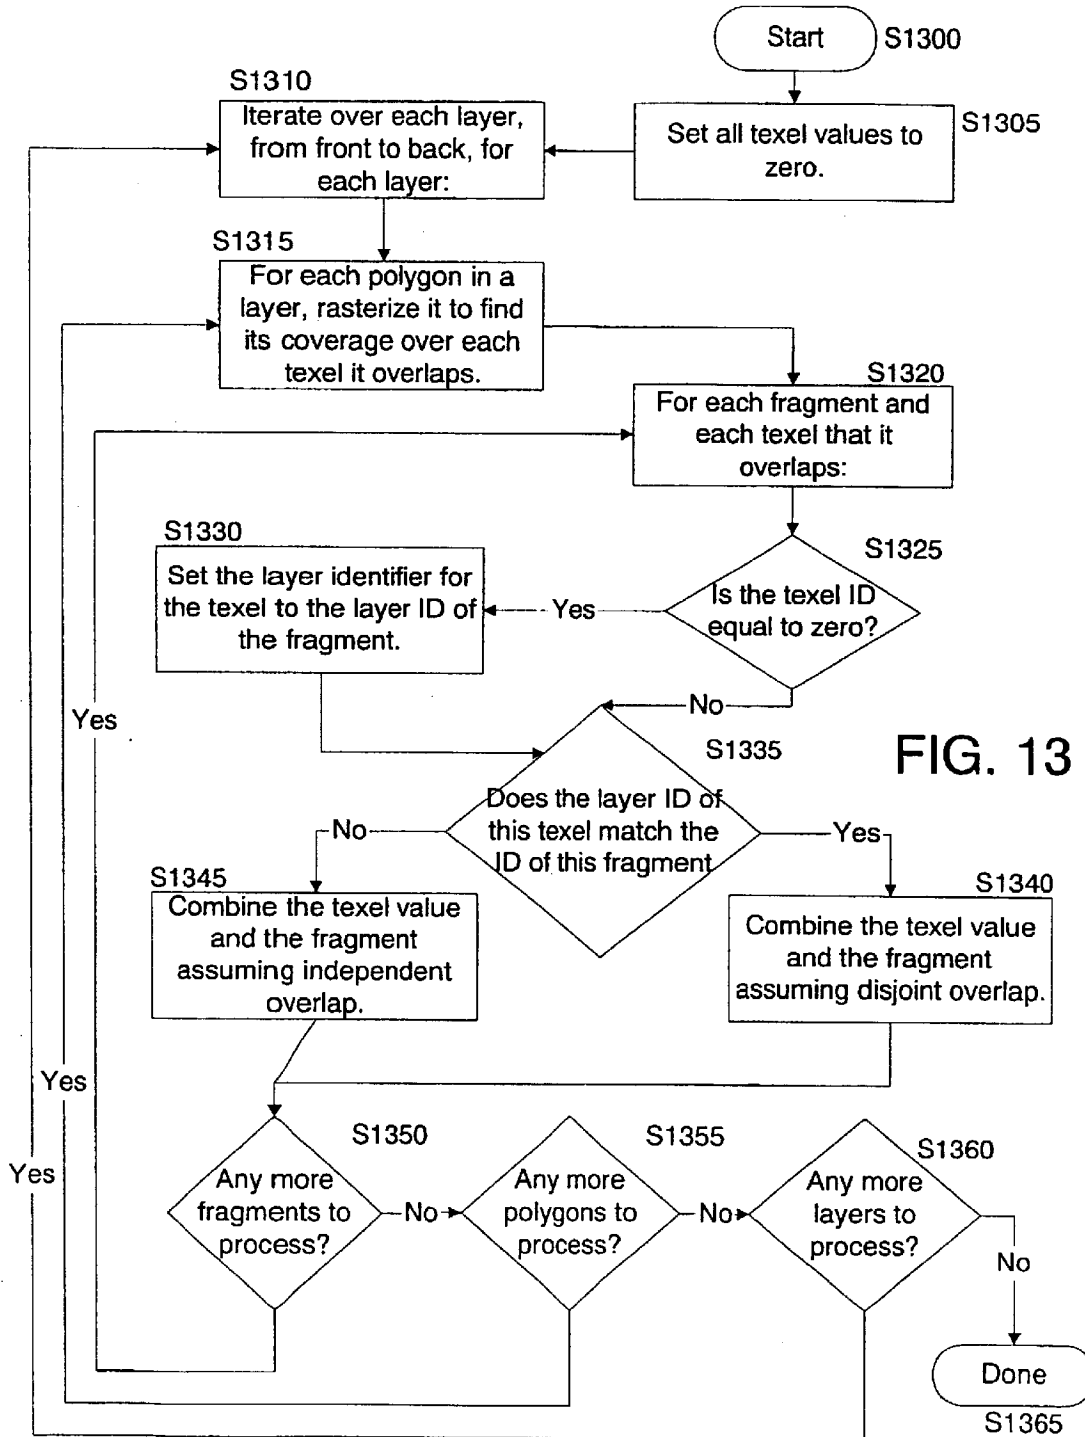 Start
S1300
S1310
Iterate over each layer,
from front to back, for
each layer:
Set all texel values to
zero.
S1305
S1315
For each polygon in a
layer, rasterize it to find
its coverage over each
texel it overlaps.
S1320
For each fragment and
each texel that it
overlaps:
S1330
Set the layer identifier for
the texel to the layer ID of
the fragment.
Yes
S1325
Is the texel ID
equal to zero?
No
Yes
S1335
FIG. 13
Does the layer ID of
this texel match the
ID of this fragment
No
Yes
S1345
Combine the texel value
and the fragment
assuming independent
overlap.
S1340
Combine the texel value
and the fragment
assuming disjoint overlap.
Yes
Yes
S1350
Any more
fragments to
process?
No
S1355
Any more
polygons to
process?
No
S1360
Any more
layers to
process?
No
Done
S1365